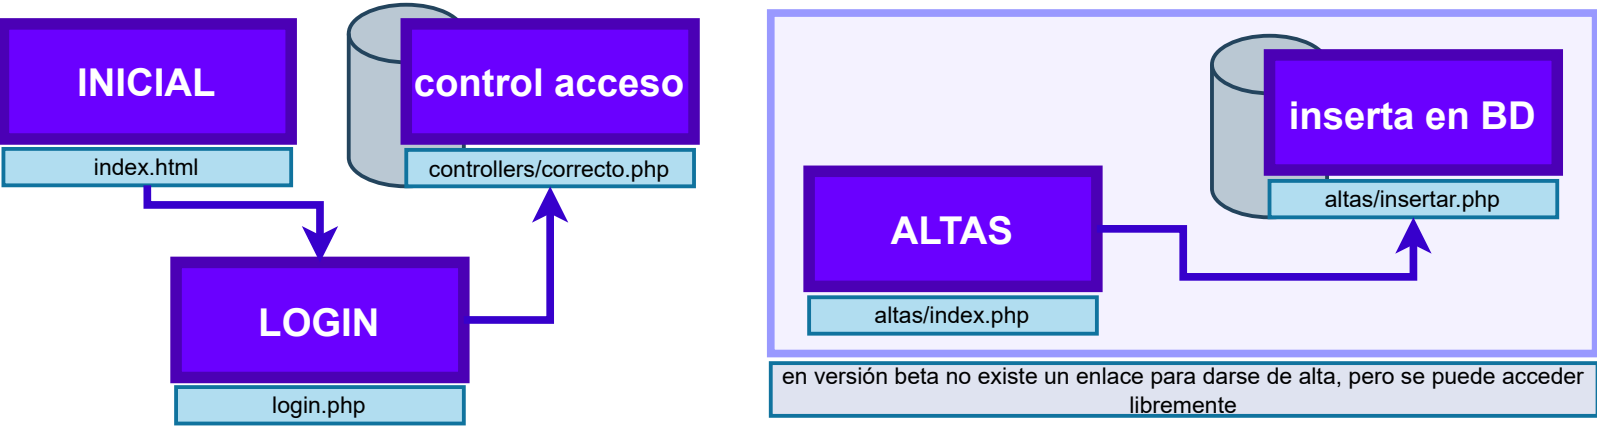 INICIAL
index.html
control acceso
controllers/correcto.php
LOGIN
login.php
inserta en BD
altas/insertar.php
ALTAS
altas/index.php
en versión beta no existe un enlace para darse de alta, pero se puede acceder
libremente